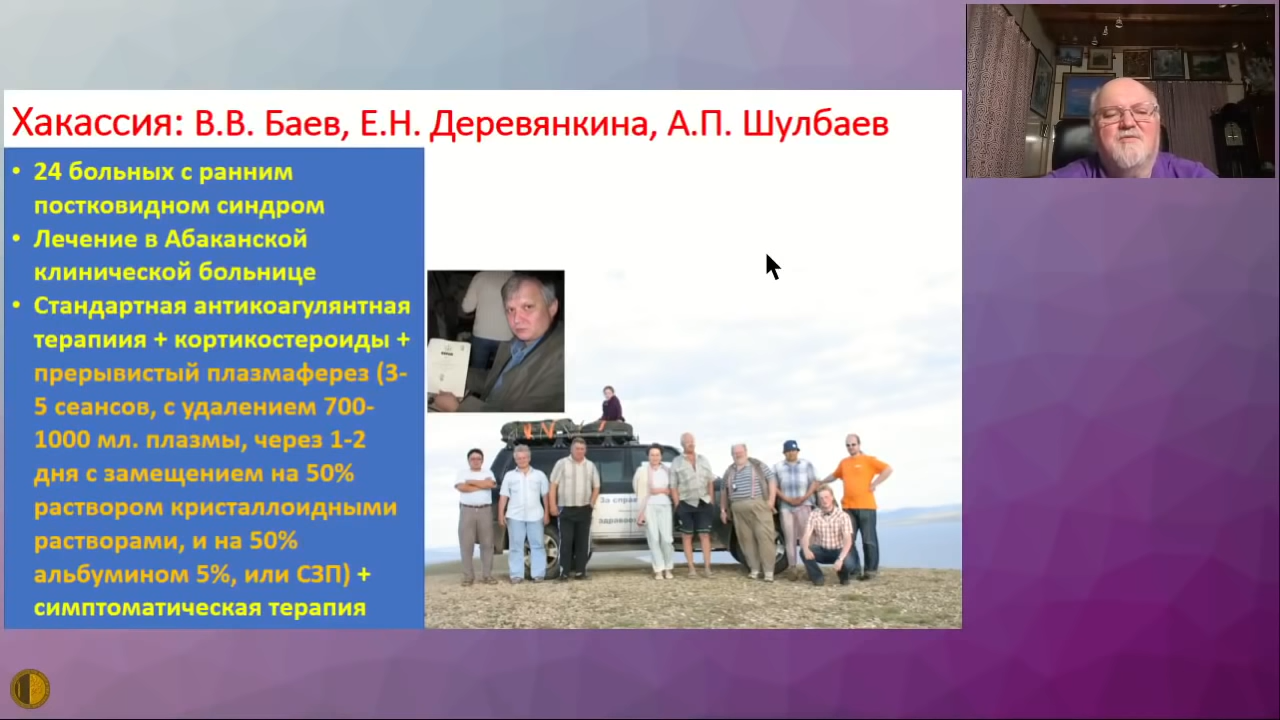 Хакассия: В.В. Баев, Е.Н. Деревянкина, А.П. Шулбаев
• 24 больных с ранним
постковидном синдром
• Лечение в Абаканской
клинической больнице
• Стандартная антикоагулянтная
терапиия + кортикостероиды +
прерывистый плазмаферез (3-
5 сеансов, с удалением 700-
1000 мл. плазмы, через 1-2
дня с замещением на 50%
раствором кристаллоидными
растворами, и на 50%
альбумином 5%, или СЗП) +
симптоматическая терапия
За